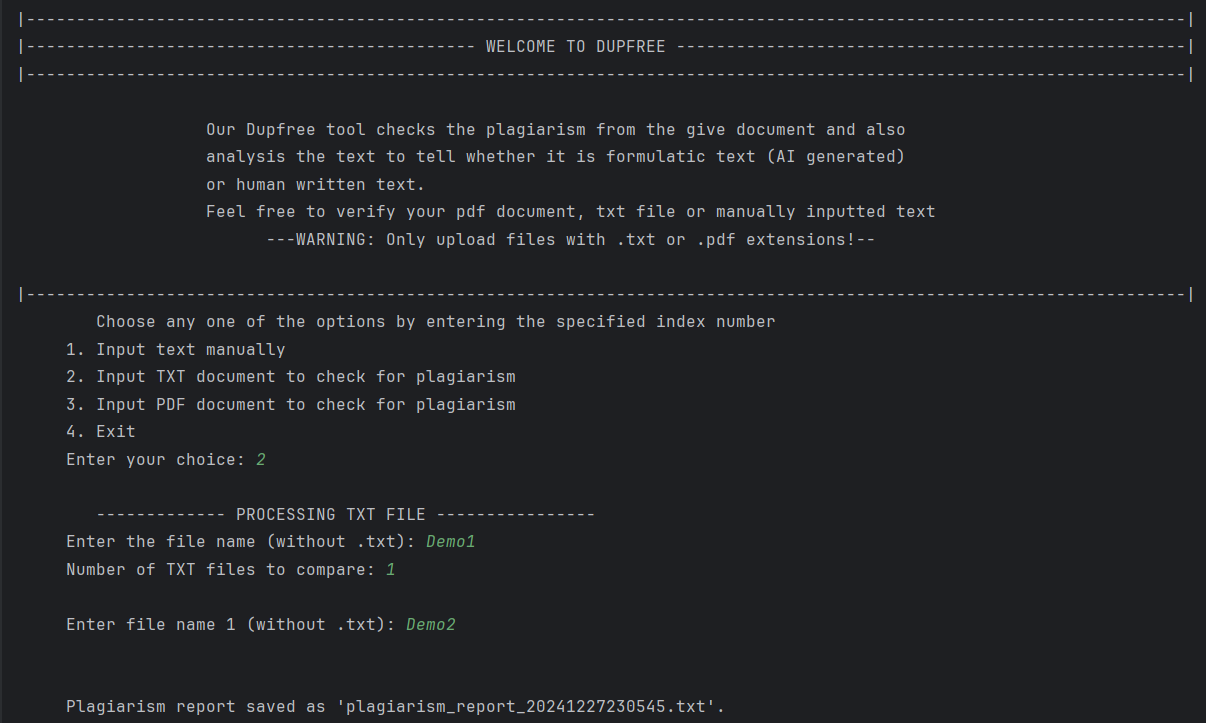 |--------------------------------------------------------------------------------------------------------------------|
|--------------------------------------------- WELCOME TO DUPFREE ---------------------------------------------------|
|--------------------------------------------------------------------------------------------------------------------|
Our Dupfree tool checks the plagiarism from the give document and also
analysis the text to tell whether it is formulatic text (AI generated)
or human written text.
Feel free to verify your pdf document, txt file or manually inputted text
---WARNING: Only upload files with .txt or .pdf extensions!--
|--------------------------------------------------------------------------------------------------------------------|
Choose any one of the options by entering the specified index number
1. Input text manually
2. Input TXT document to check for plagiarism
3. Input PDF document to check for plagiarism
4. Exit
Enter your choice: 2
------------- PROCESSING TXT FILE ----------------
Enter the file name (without .txt): Demo1
Number of TXT files to compare: 1
Enter file name 1 (without .txt): Demo2
Plagiarism report saved as 'plagiarism_report_20241227230545.txt'.